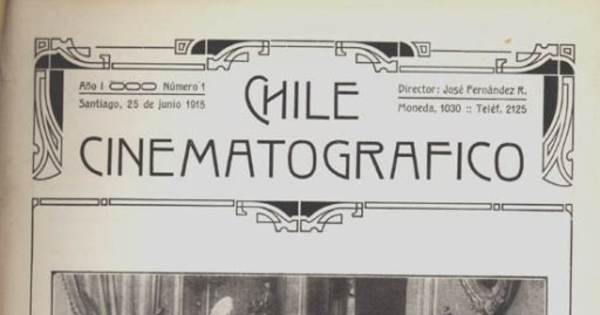 Año I Número 1
Santiago, 25 de junio 1915
CHILE
CINEMATOGRAFICO
Director: José Fernández R.
Moneda, 1030 :: Teléf. 2125